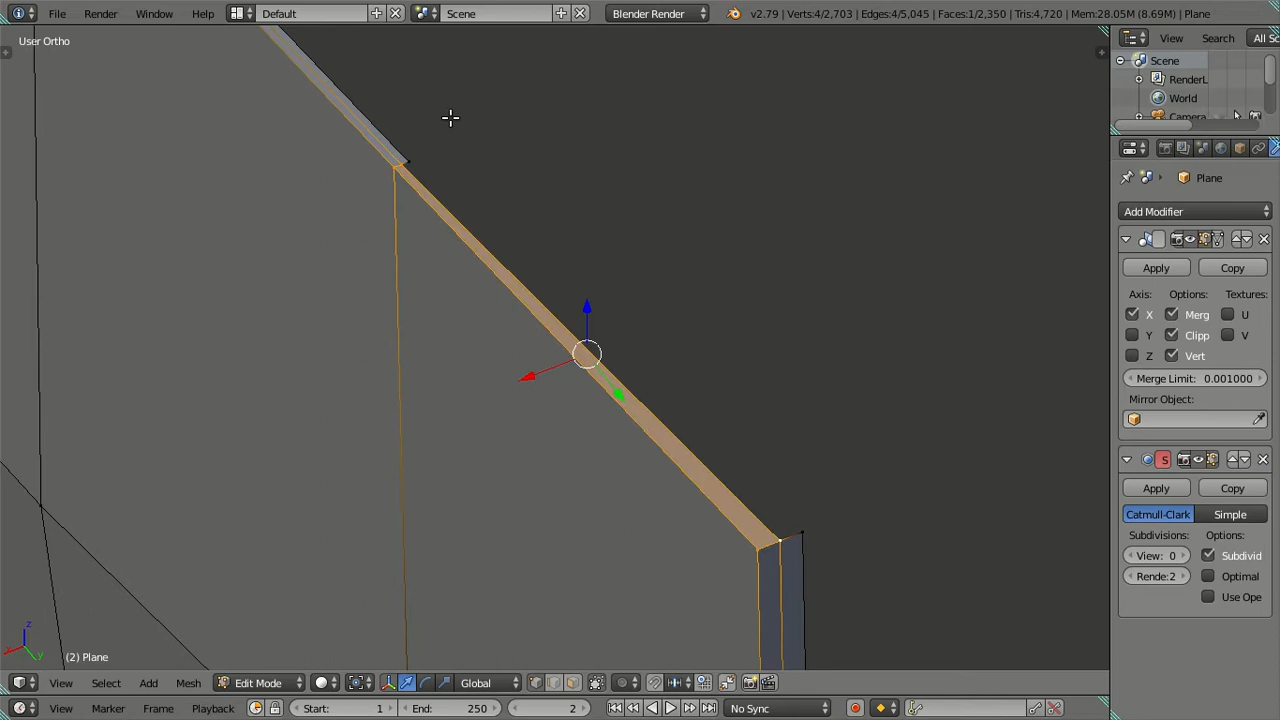 File Render Window Help Default Scene Blender Render v2.79 | Verts:4/2,703 | Edges:4/5,045 | Faces:1/2,350 | Tris:4,720 | Mem:28.05M (8.69M) | Plane
User Ortho
View Search All Sc
Scene
RenderL
World
Camera
Plane
Add Modifier
Apply Copy
Axis: Options: Textures:
X Merg U
Y Clipp V
Z Vert
Merge Limit: 0.001000
Mirror Object:
S
Apply Copy
Catmull-Clark Simple
Subdivisions: Options:
View: 0 Subdivid
Rende:2 Optimal
Use Ope
z
x y
(2) Plane
View Select Add Mesh Edit Mode Global
View Marker Frame Playback Start: 1 End: 250 2 No Sync